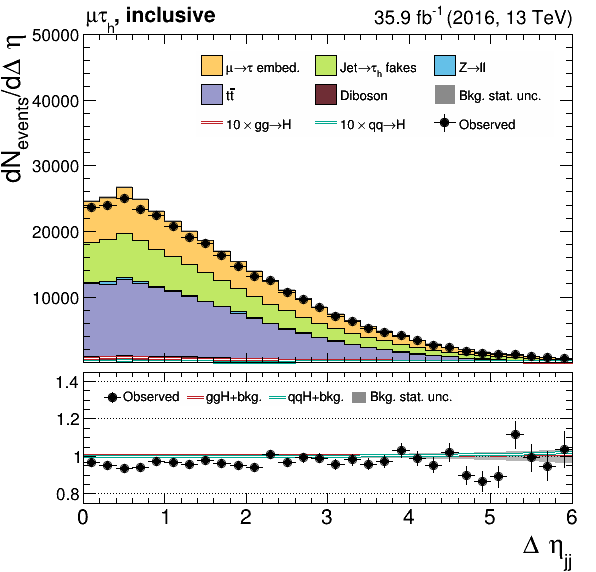 μτh, inclusive 35.9 fb-1 (2016, 13 TeV)
dNevents/dΔ η
50000
40000
30000
20000
10000
μ→τ embed. Jet→τh fakes Z→ll
tt̅ Diboson Bkg. stat. unc.
10 × gg→H 10 × qq→H Observed
1.4
1.2
1
0.8
Observed ggH+bkg. qqH+bkg. Bkg. stat. unc.
0 1 2 3 4 5 6
Δ ηjj